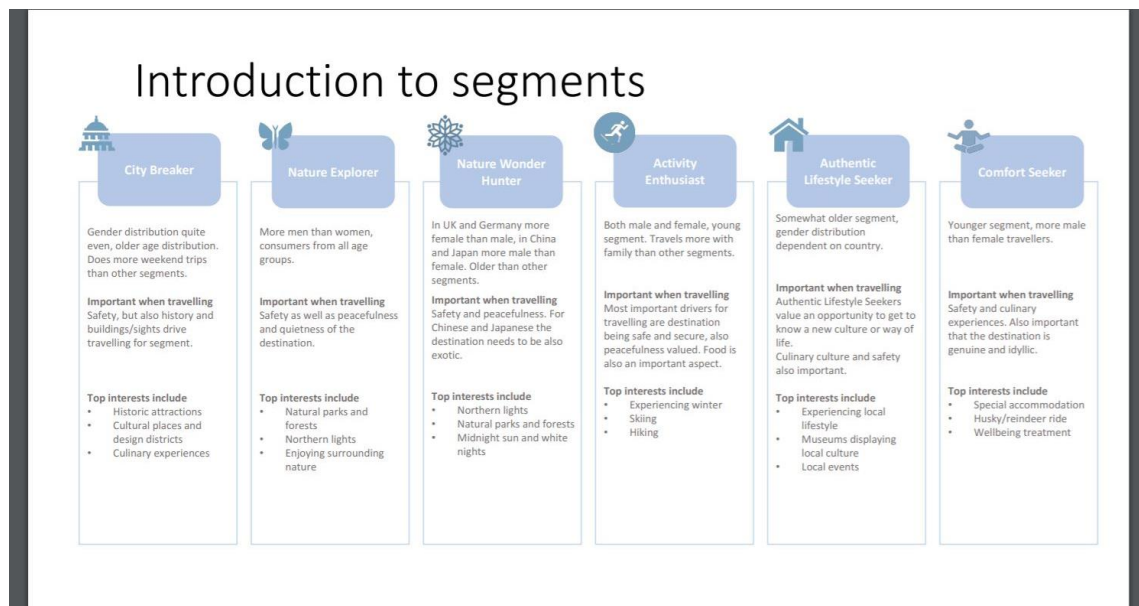 Introduction to segments
City Breaker
Gender distribution quite
even, older age distribution.
Does more weekend trips
than other segments.
Important when travelling
Safety, but also history and
buildings/sights drive
travelling for segment.
Top interests include
• Historic attractions
• Cultural places and
design districts
• Culinary experiences
Nature Explorer
More men than women,
consumers from all age
groups.
Important when travelling
Safety as well as peacefulness
and quietness of the
destination.
Top interests include
• Natural parks and
forests
• Northern lights
• Enjoying surrounding
nature
Nature Wonder
Hunter
In UK and Germany more
female than male, in China
and Japan more male than
female. Older than other
segments.
Important when travelling
Safety and peacefulness. For
Chinese and Japanese the
destination needs to be also
exotic.
Top interests include
• Northern lights
• Natural parks and forests
• Midnight sun and white
nights
Activity
Enthusiast
Both male and female, young
segment. Travels more with
family than other segments.
Important when travelling
Most important drivers for
travelling are destination
being safe and secure, also
peacefulness valued. Food is
also an important aspect.
Top interests include
• Experiencing winter
• Skiing
• Hiking
Authentic
Lifestyle Seeker
Somewhat older segment,
gender distribution
dependent on country.
Important when travelling
Authentic Lifestyle Seekers
value an opportunity to get to
know a new culture or way of
life.
Culinary culture and safety
also important.
Top interests include
• Experiencing local
lifestyle
• Museums displaying
local culture
• Local events
Comfort Seeker
Younger segment, more male
than female travellers.
Important when travelling
Safety and culinary
experiences. Also important
that the destination is
genuine and idyllic.
Top interests include
• Special accommodation
• Husky/reindeer ride
• Wellbeing treatment